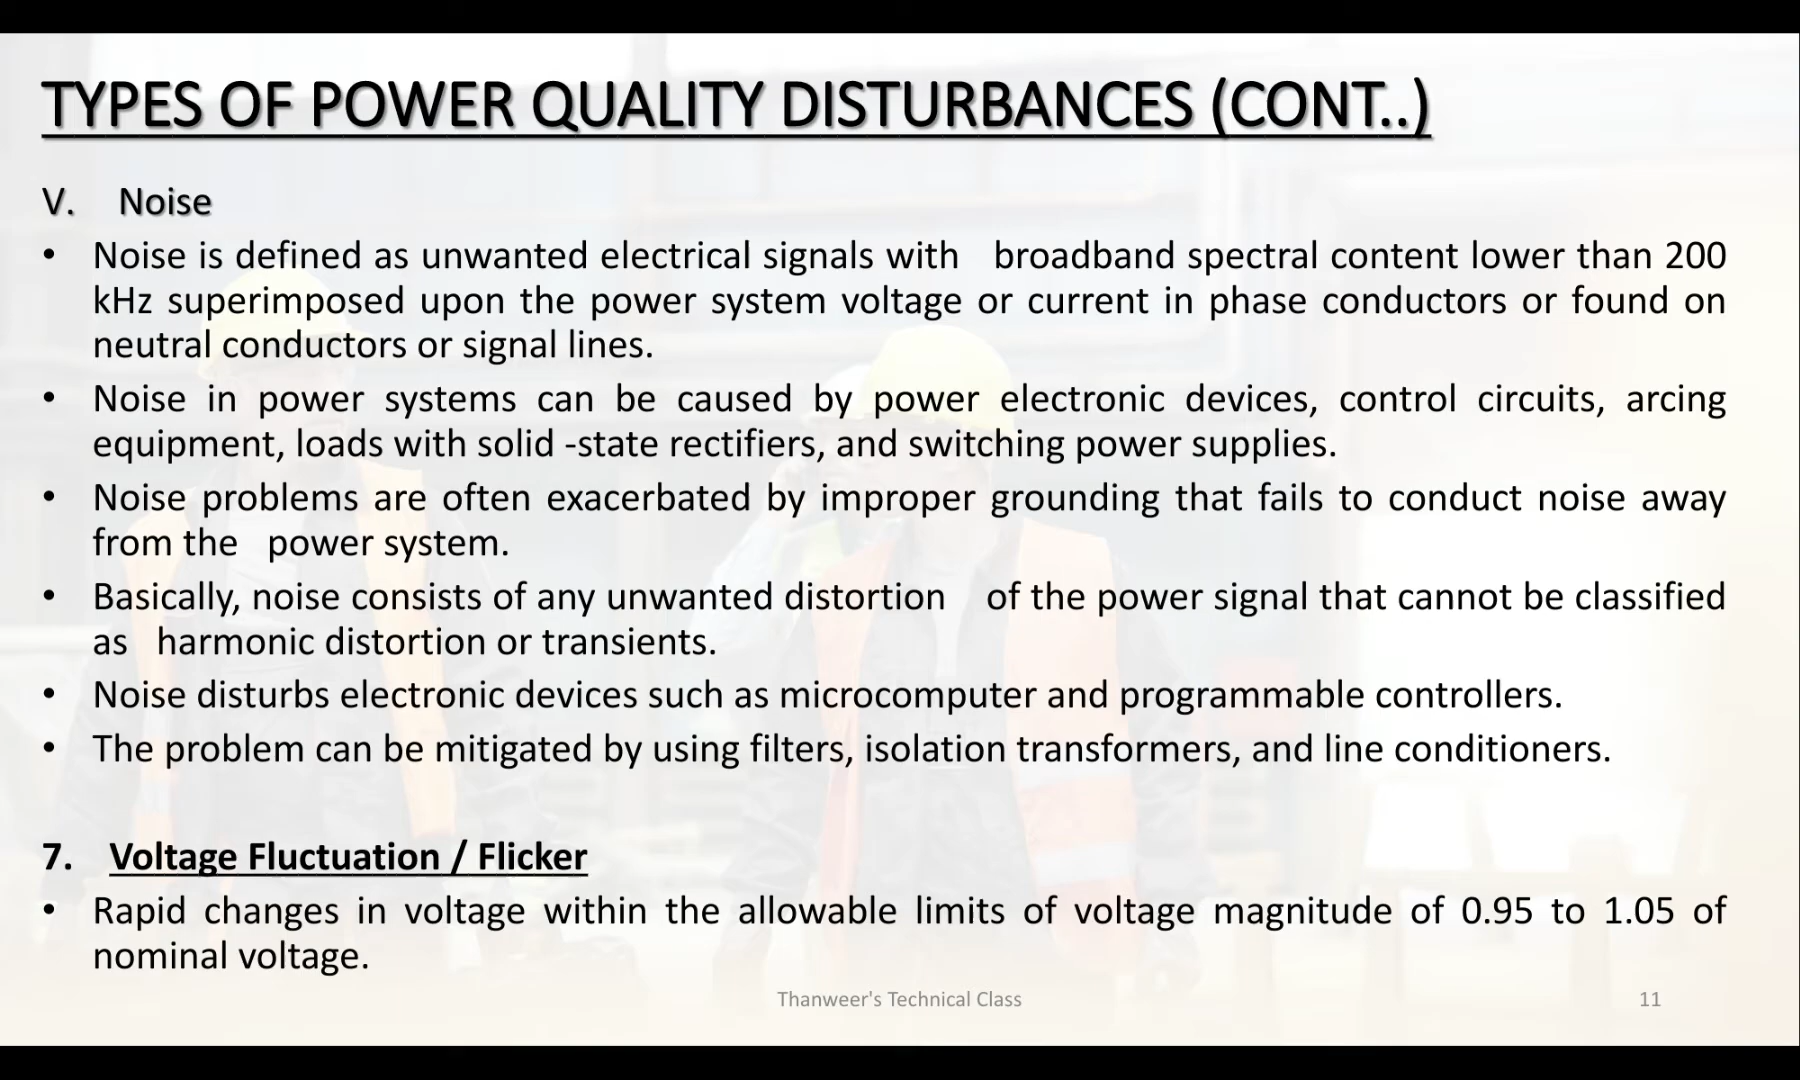 TYPES OF POWER QUALITY DISTURBANCES (CONT..)
V. Noise
• Noise is defined as unwanted electrical signals with broadband spectral content lower than 200
kHz superimposed upon the power system voltage or current in phase conductors or found on
neutral conductors or signal lines.
• Noise in power systems can be caused by power electronic devices, control circuits, arcing
equipment, loads with solid -state rectifiers, and switching power supplies.
• Noise problems are often exacerbated by improper grounding that fails to conduct noise away
from the power system.
• Basically, noise consists of any unwanted distortion of the power signal that cannot be classified
as harmonic distortion or transients.
• Noise disturbs electronic devices such as microcomputer and programmable controllers.
• The problem can be mitigated by using filters, isolation transformers, and line conditioners.
7. Voltage Fluctuation / Flicker
• Rapid changes in voltage within the allowable limits of voltage magnitude of 0.95 to 1.05 of
nominal voltage.
Thanweer's Technical Class 11